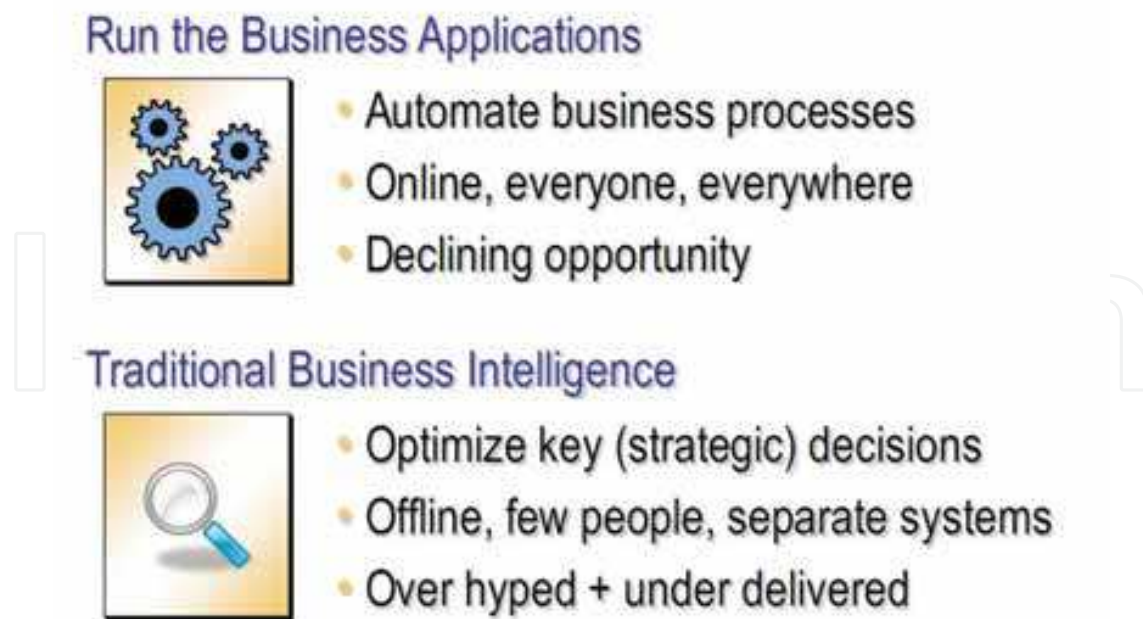 Run the Business Applications
• Automate business processes
• Online, everyone, everywhere
• Declining opportunity
Traditional Business Intelligence
• Optimize key (strategic) decisions
• Offline, few people, separate systems
• Over hyped + under delivered